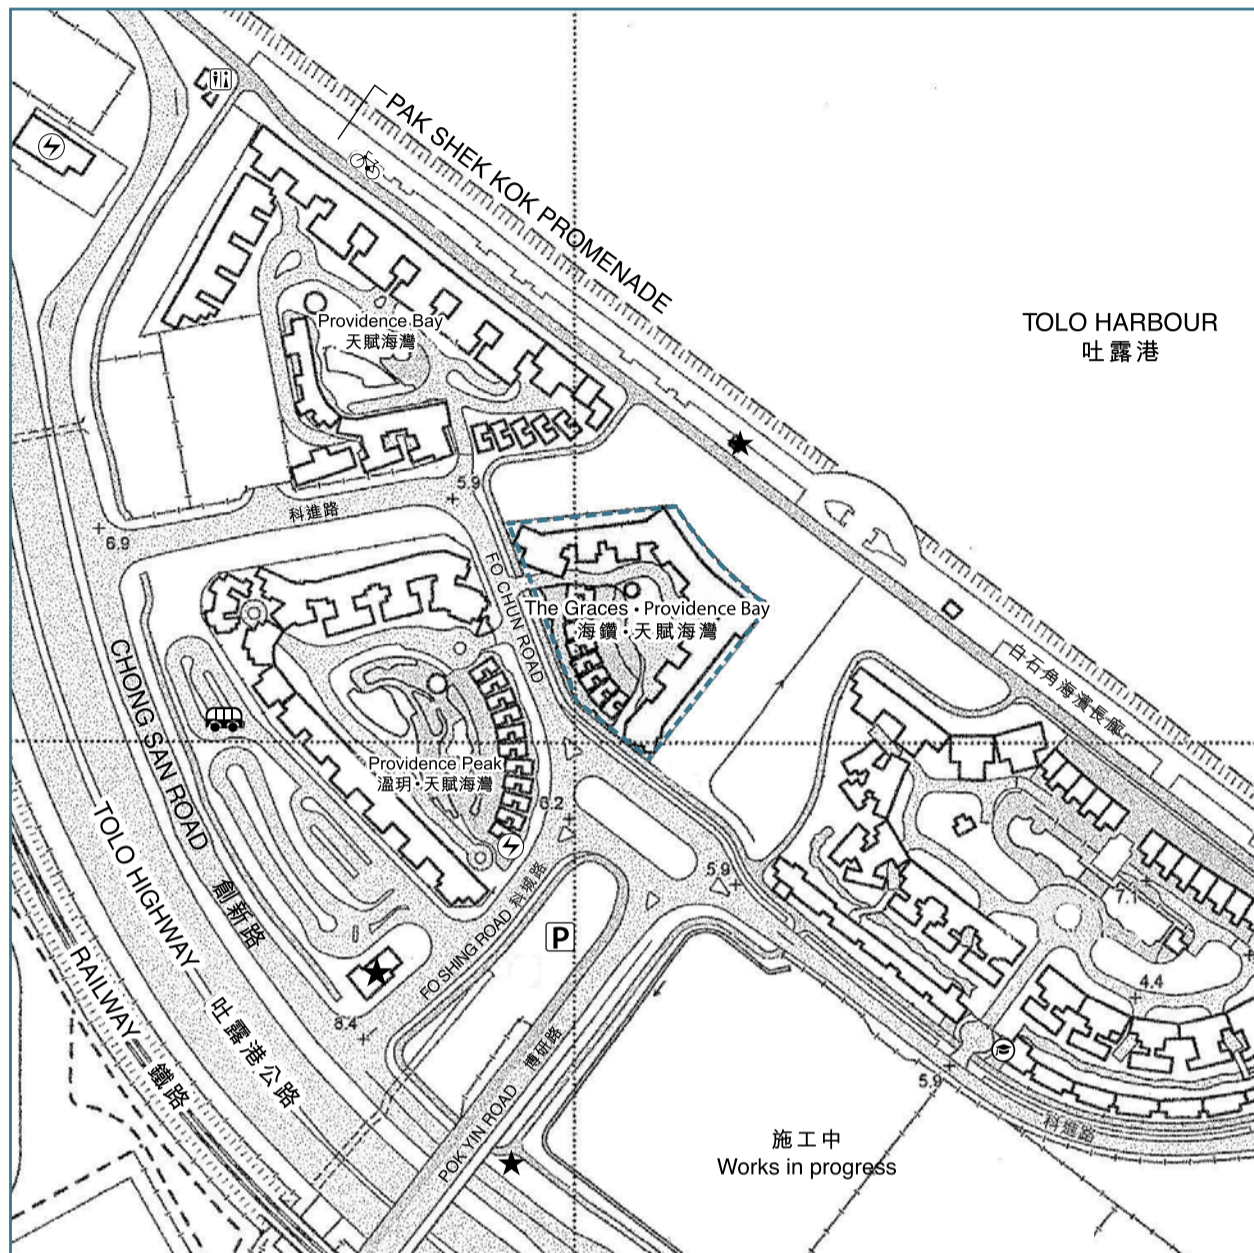 PAK SHEK KOK PROMENADE
TOLO HARBOUR
吐露港
Providence Bay
天賦海灣
5.9
科進路
6.9
FO CHUN ROAD
The Graces · Providence Bay
海鑽·天賦海灣
白石角海濱長廊
CHONG SAN ROAD
Providence Peak
溋玥·天賦海灣
6.2
TOLO HIGHWAY
創新路
5.9
7.1
FO SHING ROAD 科城路
P
4.4
RAILWAY 鐵路
吐露港公路
8.4
POK YIN ROAD 博研路
5.9
科進路
施工中
Works in progress